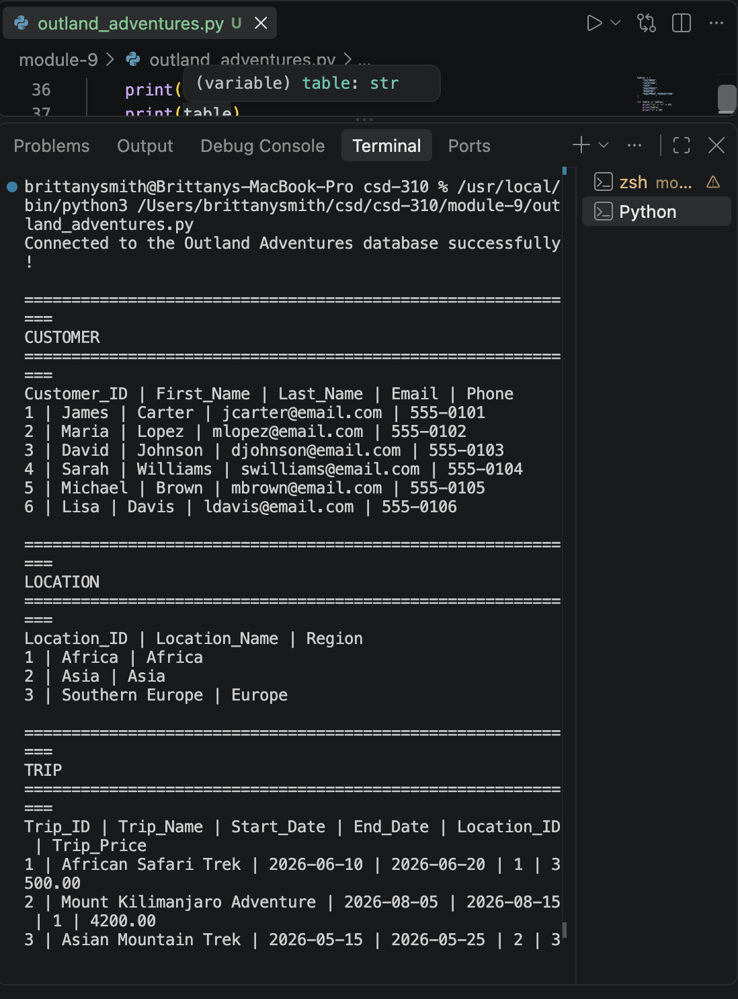 outland_adventures.py U
module-9 > outland_adventures.py > ...
(variable) table: str
36 print(
37 print(table)
Problems Output Debug Console Terminal Ports
zsh mo...
Python
brittanysmith@Brittanys-MacBook-Pro csd-310 % /usr/local/
bin/python3 /Users/brittanysmith/csd/csd-310/module-9/out
land_adventures.py
Connected to the Outland Adventures database successfully
!
=========================================================
===
CUSTOMER
=========================================================
===
Customer_ID | First_Name | Last_Name | Email | Phone
1 | James | Carter | jcarter@email.com | 555-0101
2 | Maria | Lopez | mlopez@email.com | 555-0102
3 | David | Johnson | djohnson@email.com | 555-0103
4 | Sarah | Williams | swilliams@email.com | 555-0104
5 | Michael | Brown | mbrown@email.com | 555-0105
6 | Lisa | Davis | ldavis@email.com | 555-0106
=========================================================
===
LOCATION
=========================================================
===
Location_ID | Location_Name | Region
1 | Africa | Africa
2 | Asia | Asia
3 | Southern Europe | Europe
=========================================================
===
TRIP
=========================================================
===
Trip_ID | Trip_Name | Start_Date | End_Date | Location_ID
 | Trip_Price
1 | African Safari Trek | 2026-06-10 | 2026-06-20 | 1 | 3
500.00
2 | Mount Kilimanjaro Adventure | 2026-08-05 | 2026-08-15
 | 1 | 4200.00
3 | Asian Mountain Trek | 2026-05-15 | 2026-05-25 | 2 | 3